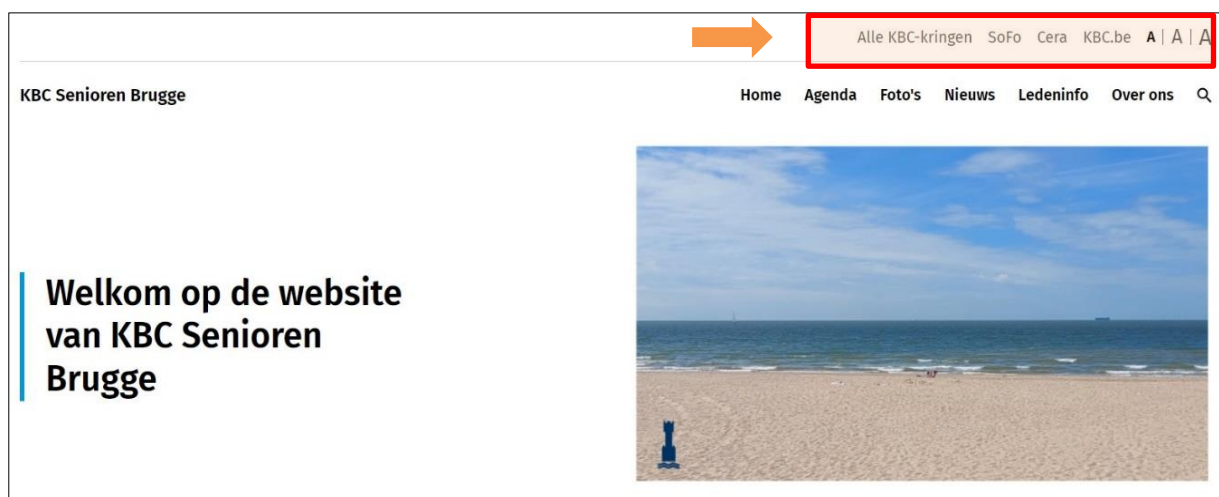 Alle KBC-kringen SoFo Cera KBC.be A | A | A
KBC Senioren Brugge Home Agenda Foto's Nieuws Ledeninfo Over ons
Welkom op de website
van KBC Senioren
Brugge